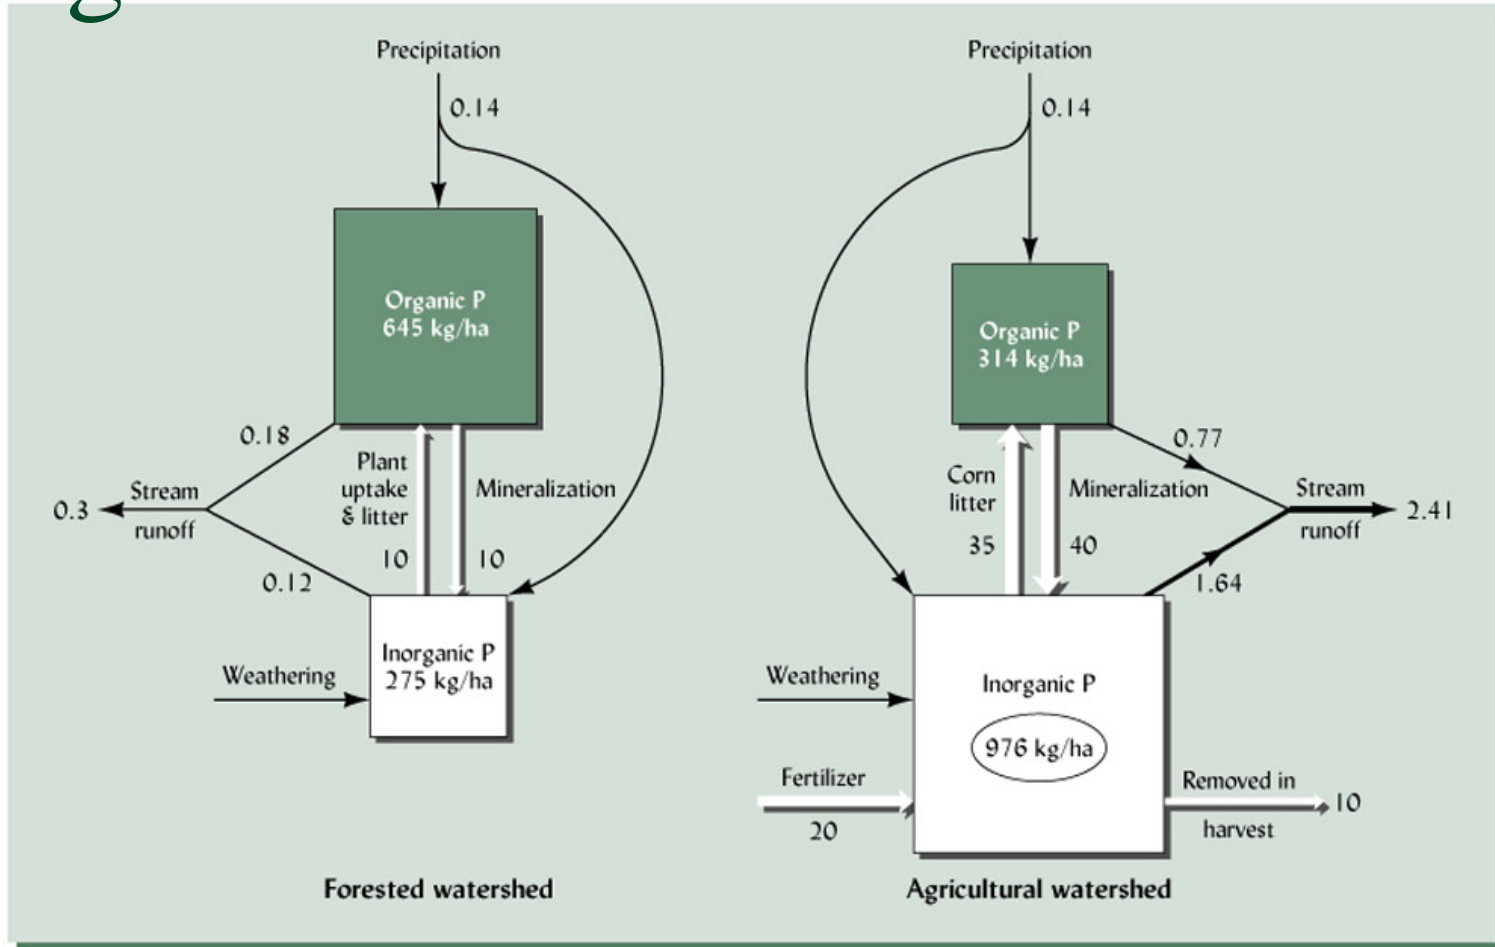 Precipitation
0.14
Organic P
645 kg/ha
0.18
Plant
uptake
& litter
10
Mineralization
10
0.3
Stream
runoff
0.12
Inorganic P
275 kg/ha
Weathering
Forested watershed
Precipitation
0.14
Organic P
314 kg/ha
0.77
Corn
litter
35
Mineralization
40
Stream
runoff
2.41
1.64
Weathering
Inorganic P
976 kg/ha
Fertilizer
20
Removed in
harvest
10
Agricultural watershed